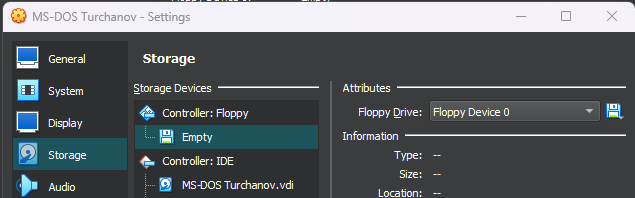 MS-DOS Turchanov - Settings
General
System
Display
Storage
Audio
Storage
Storage Devices
Controller: Floppy
Empty
Controller: IDE
MS-DOS Turchanov.vdi
Attributes
Floppy Drive: Floppy Device 0
Information
Type: --
Size: --
Location: --